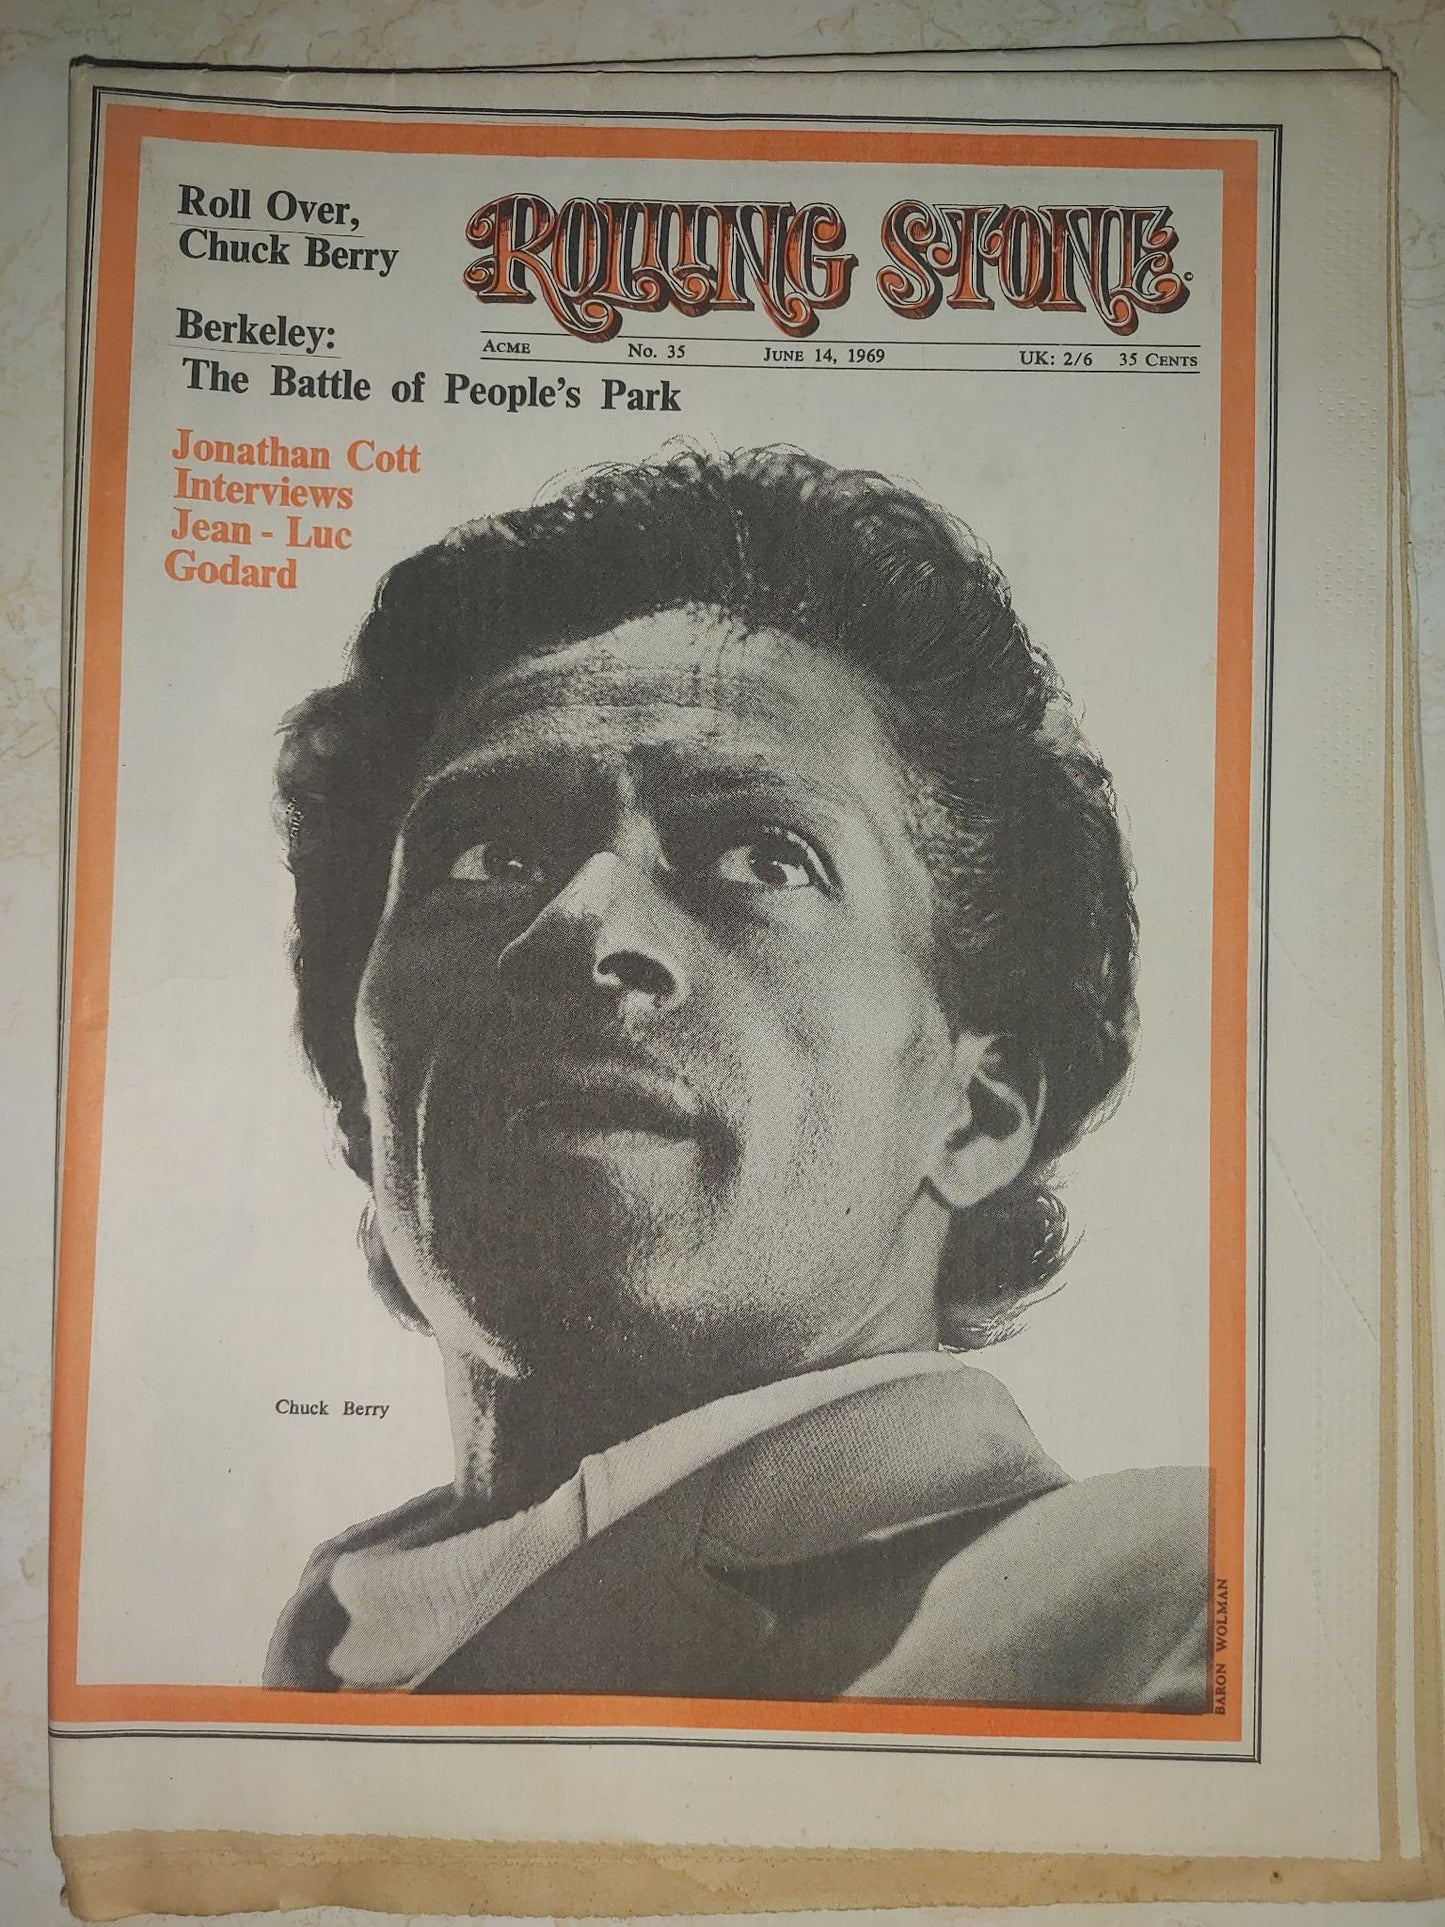 Roll Over,
Chuck Berry
ROLLING STONE
ACME No. 35 JUNE 14, 1969 UK: 2/6 35 CENTS
Berkeley:
The Battle of People's Park
Jonathan Cott
Interviews
Jean - Luc
Godard
Chuck Berry
BARON WOLMAN